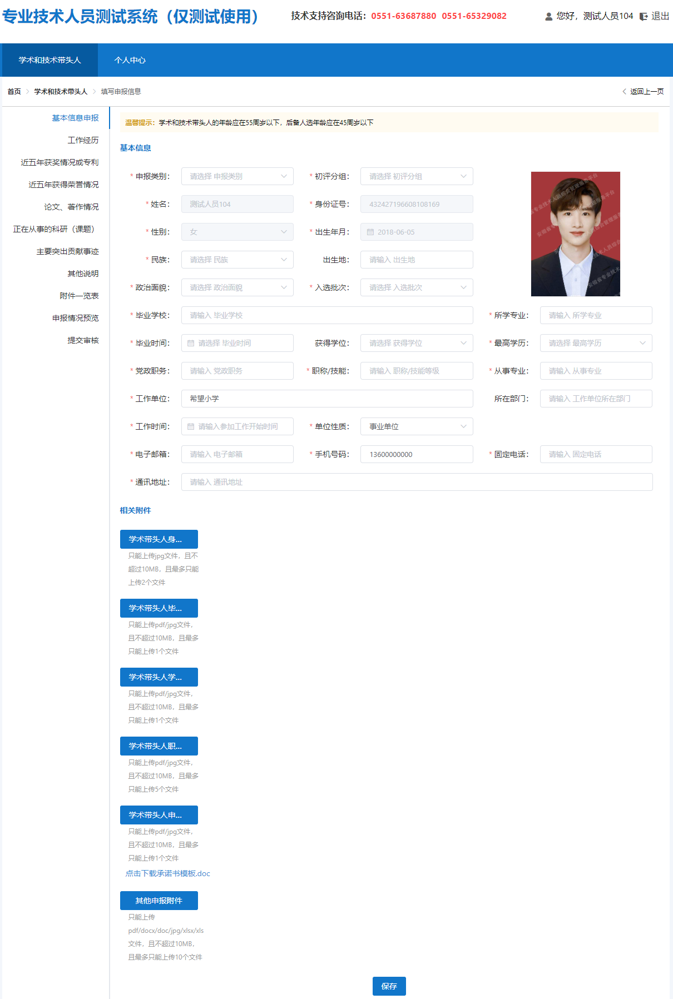 专业技术人员测试系统（仅测试使用）
技术支持咨询电话：0551-63687880 0551-65329082
您好，测试人员104 退出
学术和技术带头人 个人中心
首页 > 学术和技术带头人 > 填写申报信息 返回上一页
基本信息申报
工作经历
近五年获奖情况或专利
近五年获得荣誉情况
论文、著作情况
正在从事的科研（课题）
主要突出贡献事迹
其他说明
附件一览表
申报情况预览
提交审核
温馨提示：学术和技术带头人的年龄应在55周岁以下，后备人选年龄应在45周岁以下
基本信息
* 申报类别： 请选择 申报类别 * 初评分组： 请选择 初评分组
* 姓名： 测试人员104 * 身份证号： 432427196608108169
* 性别： 女 * 出生年月： 2018-06-05
* 民族： 请选择 民族 出生地： 请输入 出生地
* 政治面貌： 请选择 政治面貌 * 入选批次： 请选择 入选批次
* 毕业学校： 请输入 毕业学校 * 所学专业： 请输入 所学专业
* 毕业时间： 请选择 毕业时间 获得学位： 请选择 获得学位 * 最高学历： 请选择 最高学历
* 党政职务： 请输入 党政职务 * 职称/技能： 请输入 职称/技能等级 * 从事专业： 请输入 从事专业
* 工作单位： 希望小学 所在部门： 请输入 工作单位所在部门
* 工作时间： 请输入参加工作开始时间 * 单位性质： 事业单位
* 电子邮箱： 请输入 电子邮箱 * 手机号码： 13600000000 * 固定电话： 请输入 固定电话
* 通讯地址： 请输入 通讯地址
相关附件
学术带头人身...
只能上传jpg文件，且不
超过10MB，且最多只能
上传2个文件
学术带头人毕...
只能上传pdf/jpg文件，
且不超过10MB，且最多
只能上传1个文件
学术带头人学...
只能上传pdf/jpg文件，
且不超过10MB，且最多
只能上传1个文件
学术带头人职...
只能上传pdf/jpg文件，
且不超过10MB，且最多
只能上传5个文件
学术带头人申...
只能上传pdf/jpg文件，
且不超过10MB，且最多
只能上传1个文件
点击下载承诺书模板.doc
其他申报附件
只能上传
pdf/docx/doc/jpg/xlsx/xls
文件，且不超过10MB，
且最多只能上传10个文件
保存